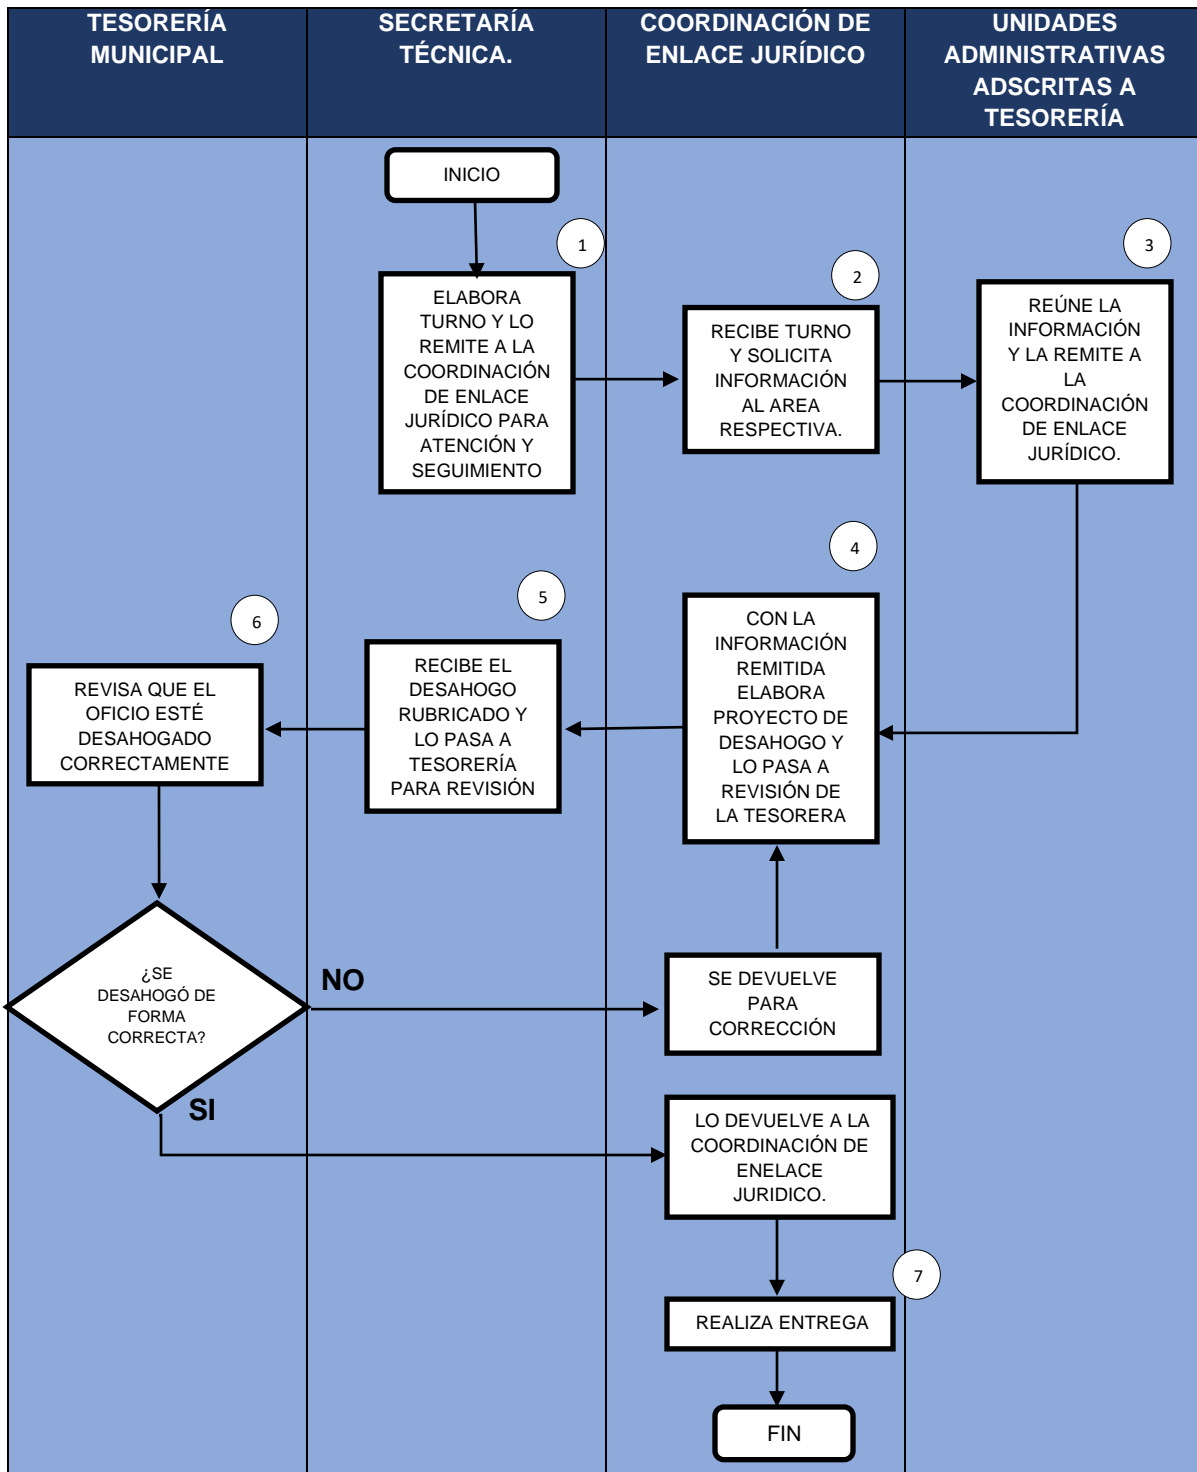 TESORERÍA
MUNICIPAL
SECRETARÍA
TÉCNICA.
COORDINACIÓN DE
ENLACE JURÍDICO
UNIDADES
ADMINISTRATIVAS
ADSCRITAS A
TESORERÍA
INICIO
1
ELABORA
TURNO Y LO
REMITE A LA
COORDINACIÓN
DE ENLACE
JURÍDICO PARA
ATENCIÓN Y
SEGUIMIENTO
2
RECIBE TURNO
Y SOLICITA
INFORMACIÓN
AL AREA
RESPECTIVA.
3
REÚNE LA
INFORMACIÓN
Y LA REMITE A
LA
COORDINACIÓN
DE ENLACE
JURÍDICO.
4
CON LA
INFORMACIÓN
REMITIDA
ELABORA
PROYECTO DE
DESAHOGO Y
LO PASA A
REVISIÓN DE
LA TESORERA
5
RECIBE EL
DESAHOGO
RUBRICADO Y
LO PASA A
TESORERÍA
PARA REVISIÓN
6
REVISA QUE EL
OFICIO ESTÉ
DESAHOGADO
CORRECTAMENTE
¿SE
DESAHOGÓ DE
FORMA
CORRECTA?
NO
SE DEVUELVE
PARA
CORRECCIÓN
SI
LO DEVUELVE A LA
COORDINACIÓN DE
ENELACE
JURIDICO.
7
REALIZA ENTREGA
FIN